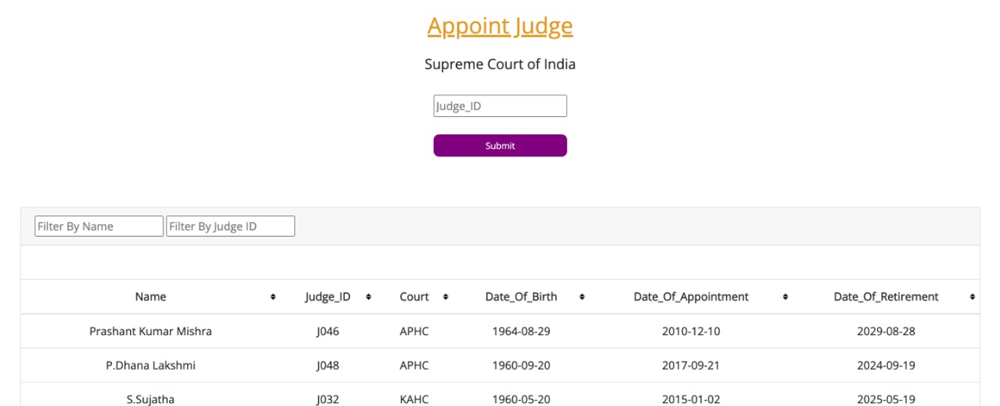 Appoint Judge
Supreme Court of India
Judge_ID
Submit
Filter By Name Filter By Judge ID
Name Judge_ID Court Date_Of_Birth Date_Of_Appointment Date_Of_Retirement
Prashant Kumar Mishra J046 APHC 1964-08-29 2010-12-10 2029-08-28
P.Dhana Lakshmi J048 APHC 1960-09-20 2017-09-21 2024-09-19
S.Sujatha J032 KAHC 1960-05-20 2015-01-02 2025-05-19